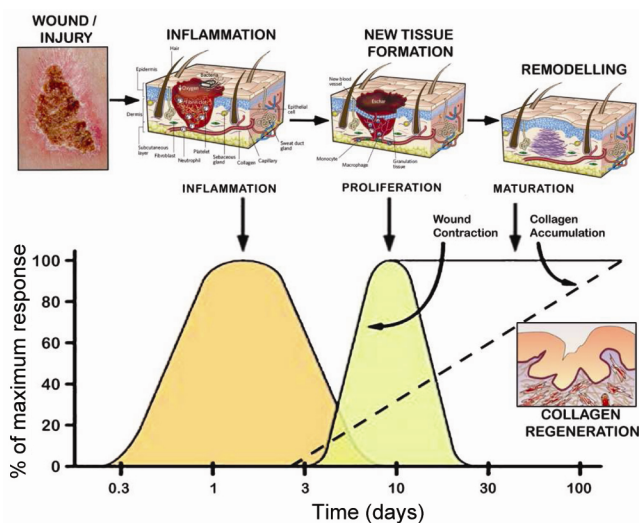 WOUND /
INJURY
INFLAMMATION
NEW TISSUE
FORMATION
REMODELLING
Hair
Bacteria
Epidermis
Oxygen
Fibrin clot
Dermis
Epithelial
cell
Subcutaneous
layer
Fibroblast
Neutrophil
Platelet
Sebaceous
gland
Collagen
Capillary
Sweat duct
gland
New blood
vessel
Eschar
Monocyte
Macrophage
Granulation
tissue
INFLAMMATION
PROLIFERATION
MATURATION
Wound
Contraction
Collagen
Accumulation
% of maximum response
100
80
60
40
20
0
COLLAGEN
REGENERATION
0.3
1
3
10
30
100
Time (days)